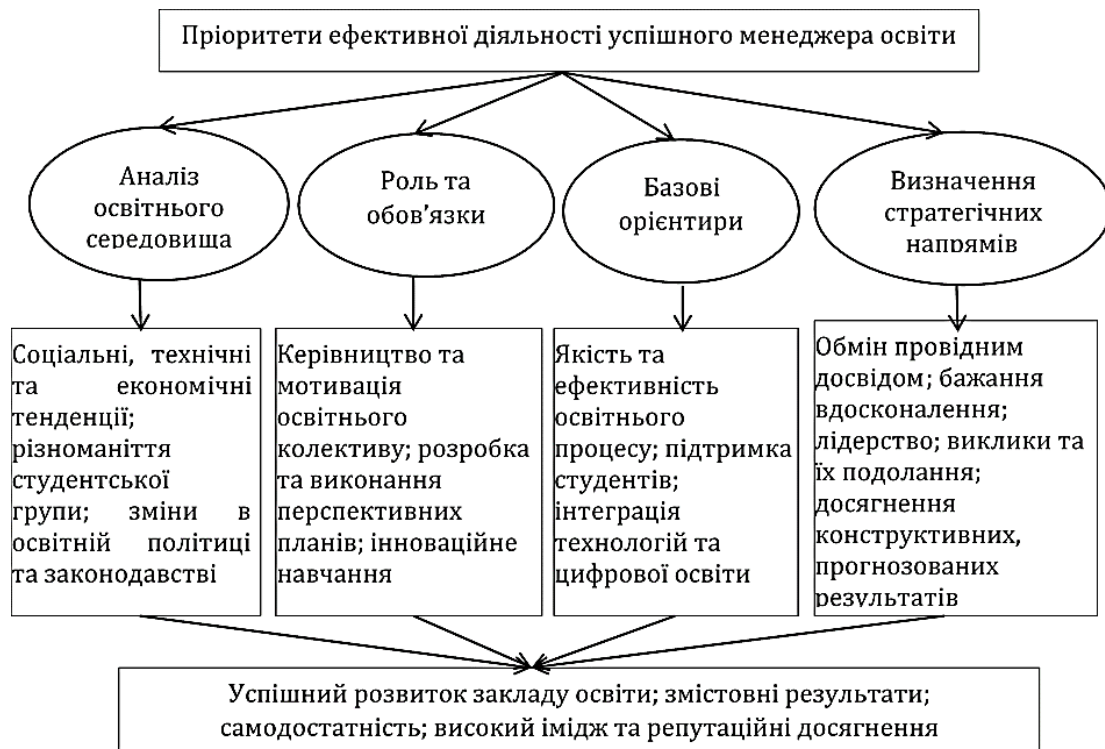 Пріоритети ефективної діяльності успішного менеджера освіти
Аналіз
освітнього
середовища
Роль та
обов’язки
Базові
орієнтири
Визначення
стратегічних
напрямів
Соціальні, технічні
та економічні
тенденції;
різноманіття
студентської
групи; зміни в
освітній політиці
та законодавстві
Керівництво та
мотивація
освітнього
колективу; розробка
та виконання
перспективних
планів; інноваційне
навчання
Якість та
ефективність
освітнього
процесу; підтримка
студентів;
інтеграція
технологій та
цифрової освіти
Обмін провідним
досвідом; бажання
вдосконалення;
лідерство; виклики та
їх подолання;
досягнення
конструктивних,
прогнозованих
результатів
Успішний розвиток закладу освіти; змістовні результати;
самодостатність; високий імідж та репутаційні досягнення